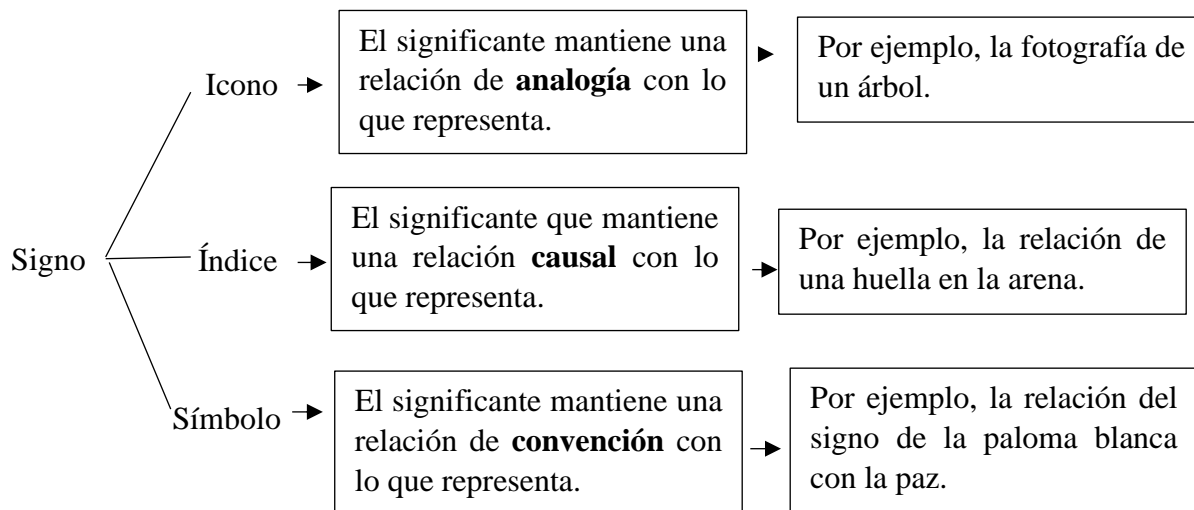 Signo
Icono
El significante mantiene una
relación de analogía con lo
que representa.
Por ejemplo, la fotografía de
un árbol.
Índice
El significante que mantiene
una relación causal con lo
que representa.
Por ejemplo, la relación de
una huella en la arena.
Símbolo
El significante mantiene una
relación de convención con
lo que representa.
Por ejemplo, la relación del
signo de la paloma blanca
con la paz.